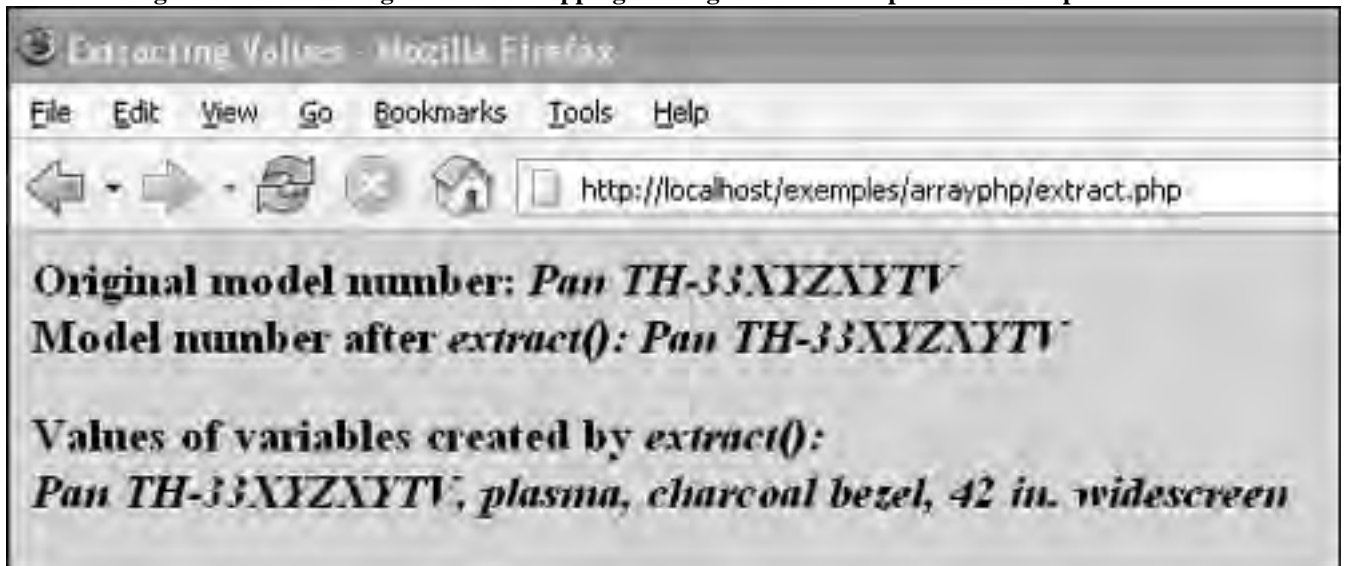 Extracting Values - Mozilla Firefox
File Edit View Go Bookmarks Tools Help
http://localhost/exemples/arrayphp/extract.php
Original model number: Pan TH-33XYZXYTV
Model number after extract(): Pan TH-33XYZXYTV
Values of variables created by extract():
Pan TH-33XYZXYTV, plasma, charcoal bezel, 42 in. widescreen